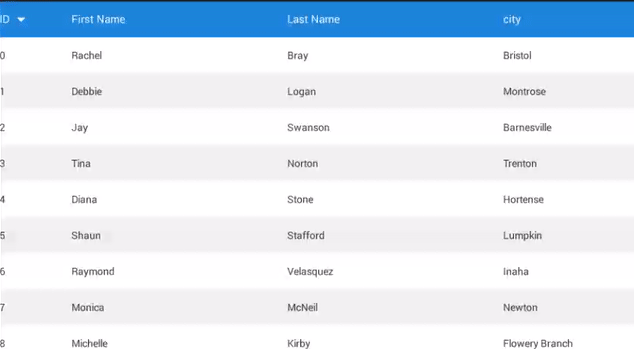 ID First Name Last Name city
0 Rachel Bray Bristol
1 Debbie Logan Montrose
2 Jay Swanson Barnesville
3 Tina Norton Trenton
4 Diana Stone Hortense
5 Shaun Stafford Lumpkin
6 Raymond Velasquez Inaha
7 Monica McNeil Newton
8 Michelle Kirby Flowery Branch